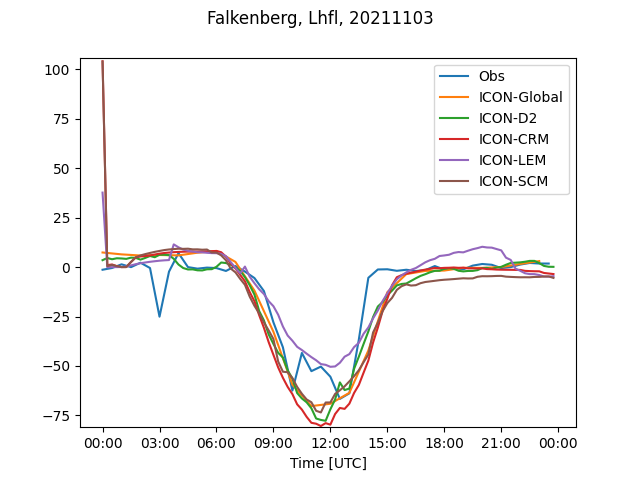 Falkenberg, Lhfl, 20211103
Obs
ICON-Global
ICON-D2
ICON-CRM
ICON-LEM
ICON-SCM
100
75
50
25
0
−25
−50
−75
00:00 03:00 06:00 09:00 12:00 15:00 18:00 21:00 00:00
Time [UTC]